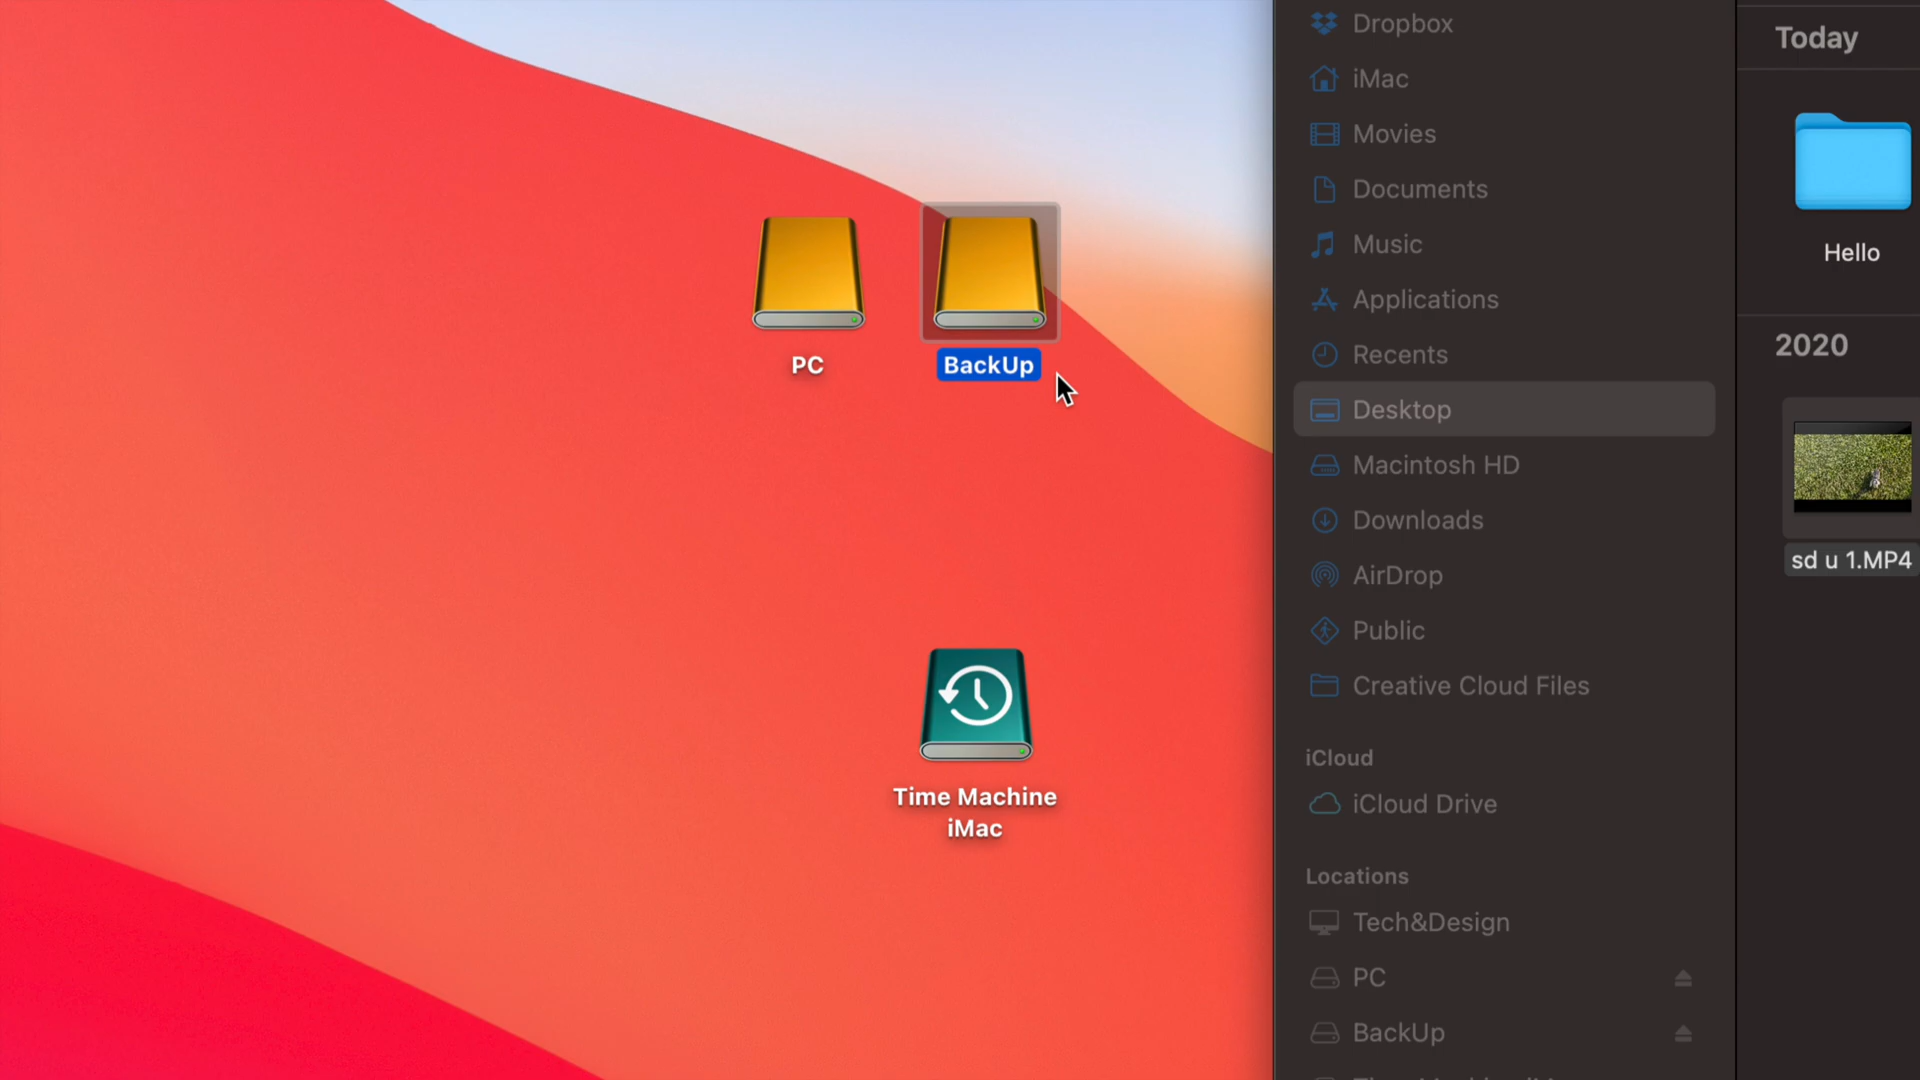 PC
BackUp
Time Machine
iMac
Dropbox
iMac
Movies
Documents
Music
Applications
Recents
Desktop
Macintosh HD
Downloads
AirDrop
Public
Creative Cloud Files
iCloud
iCloud Drive
Locations
Tech&Design
PC
BackUp
Today
Hello
2020
sd u 1.MP4